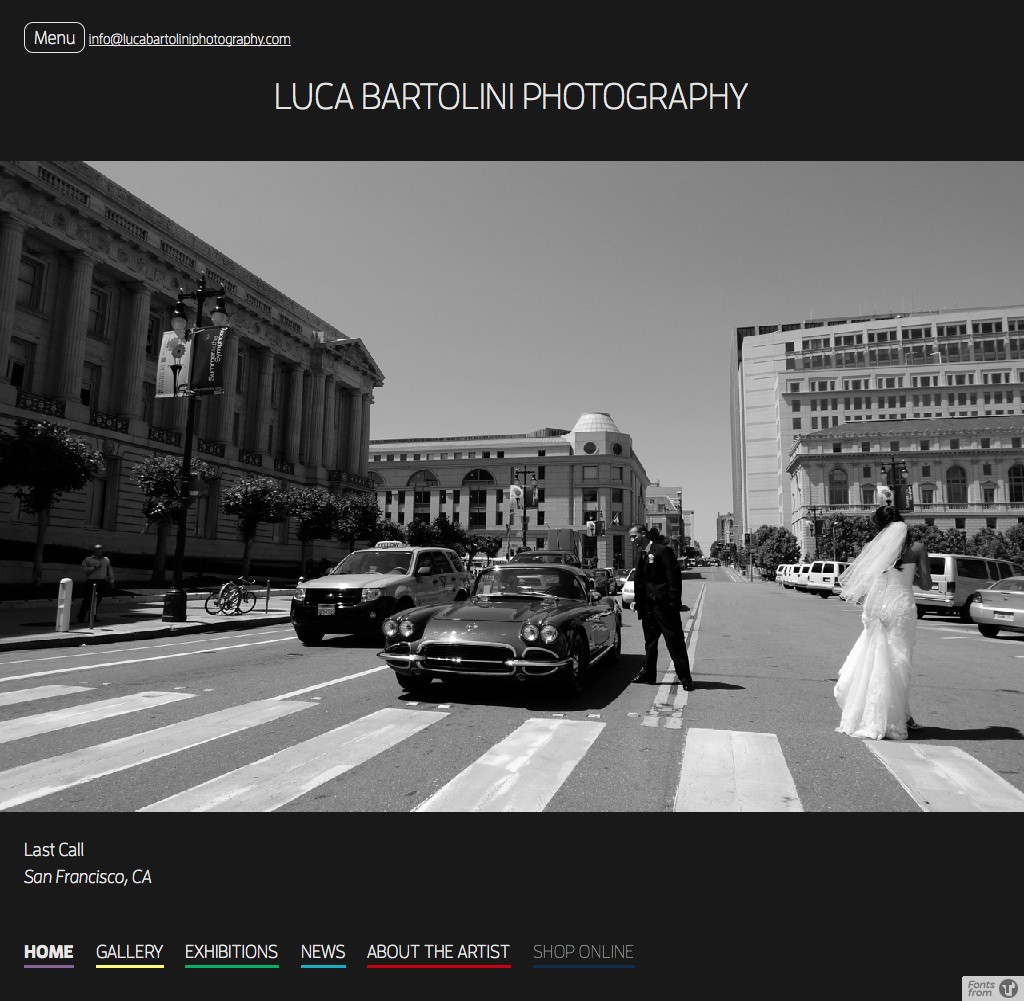 Menu info@lucabartoliniphotography.com
LUCA BARTOLINI PHOTOGRAPHY
Last Call
San Francisco, CA
HOME GALLERY EXHIBITIONS NEWS ABOUT THE ARTIST SHOP ONLINE
Fonts
from